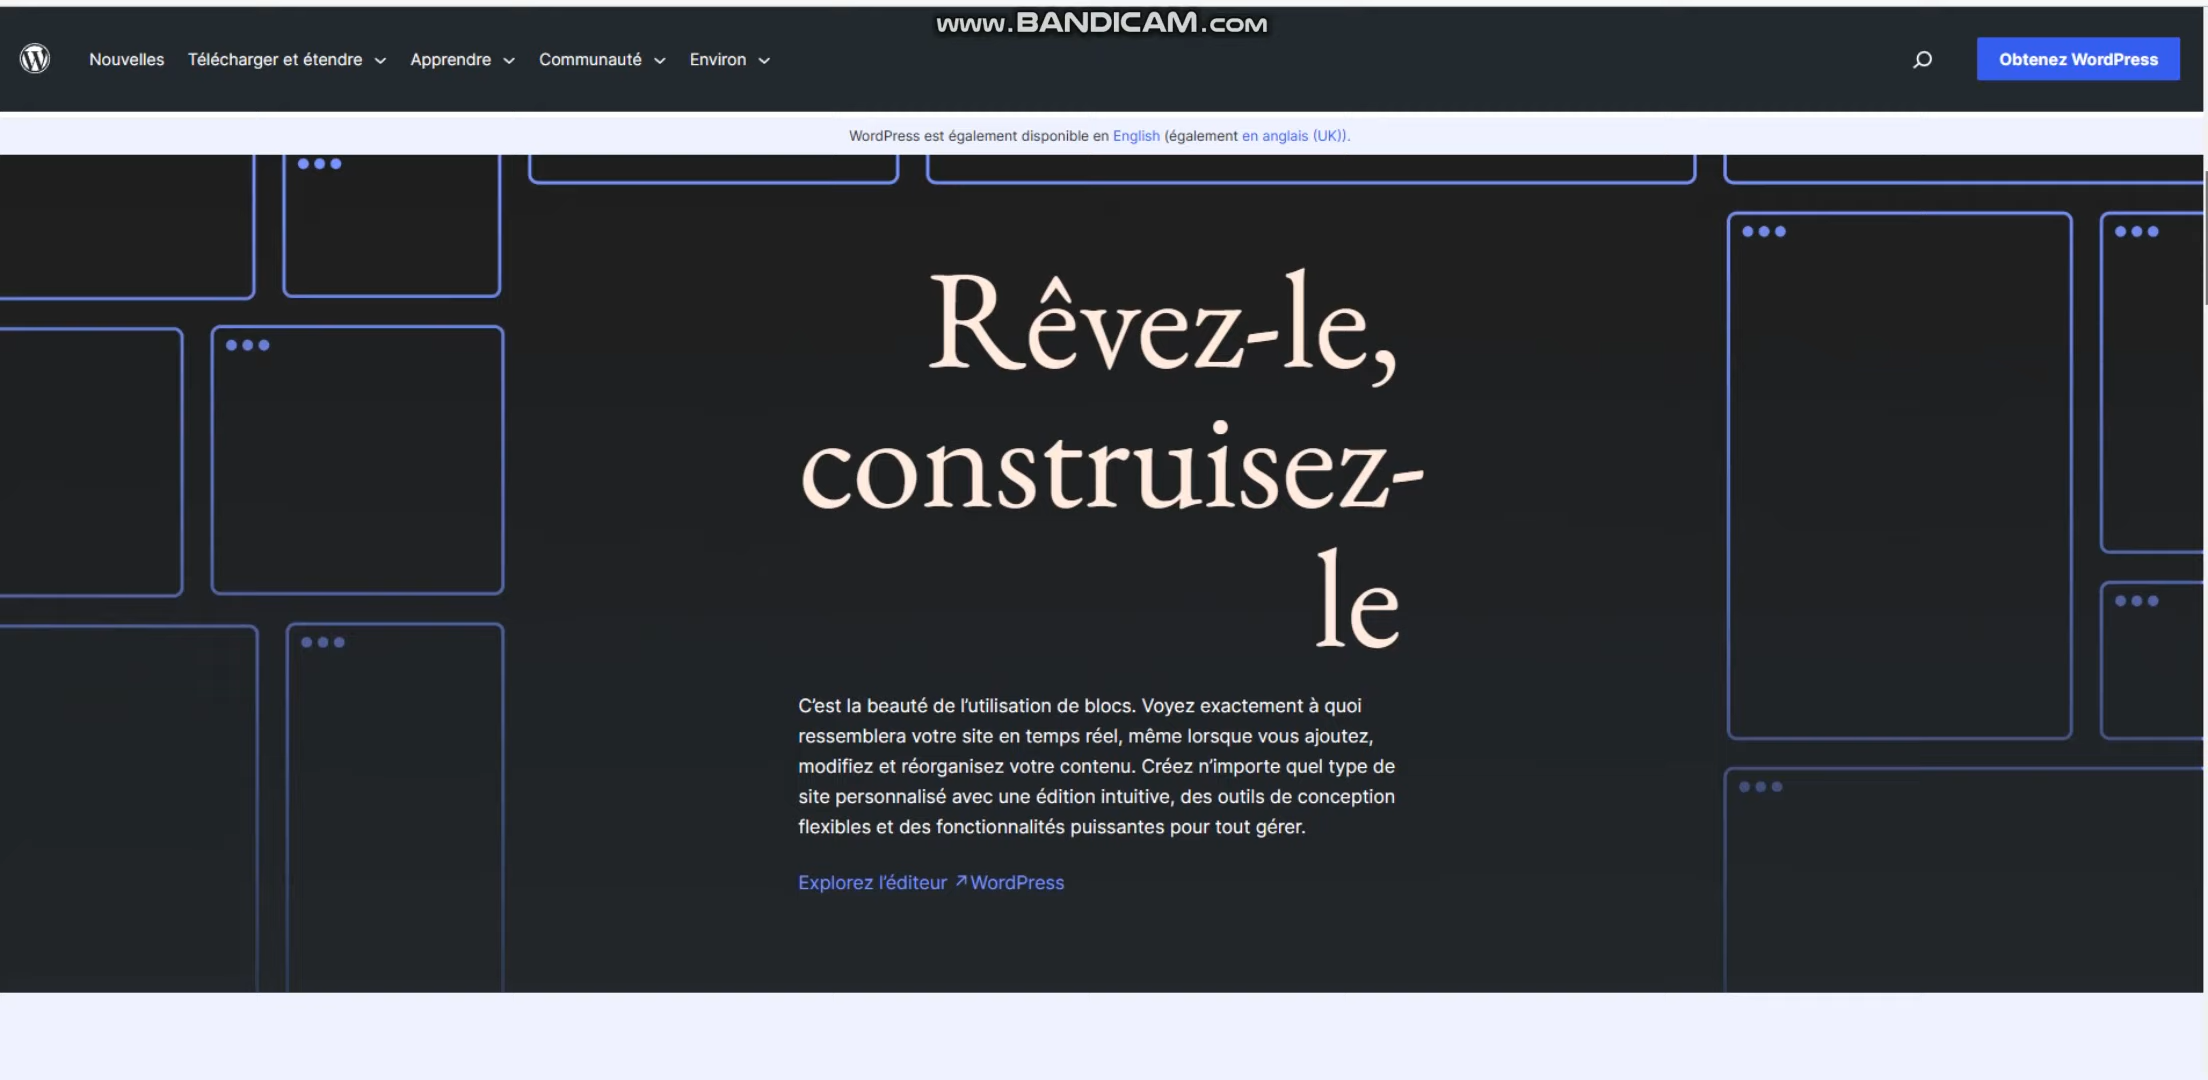 www.BANDICAM.com
Nouvelles Télécharger et étendre Apprendre Communauté Environ Obtenez WordPress
WordPress est également disponible en English (également en anglais (UK)).
Rêvez-le,
construisez-
le
C’est la beauté de l’utilisation de blocs. Voyez exactement à quoi
ressemblera votre site en temps réel, même lorsque vous ajoutez,
modifiez et réorganisez votre contenu. Créez n’importe quel type de
site personnalisé avec une édition intuitive, des outils de conception
flexibles et des fonctionnalités puissantes pour tout gérer.
Explorez l’éditeur ↗WordPress